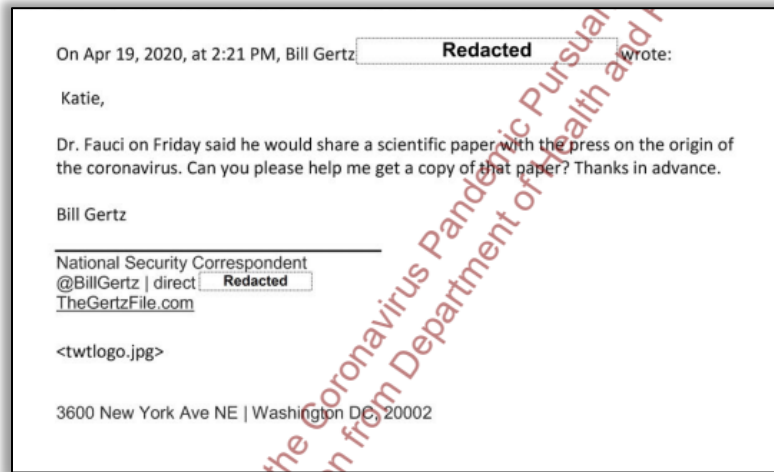 On Apr 19, 2020, at 2:21 PM, Bill Gertz Redacted wrote:
Katie,
Dr. Fauci on Friday said he would share a scientific paper with the press on the origin of
the coronavirus. Can you please help me get a copy of that paper? Thanks in advance.
Bill Gertz
National Security Correspondent
@BillGertz | direct Redacted
TheGertzFile.com
<twtlogo.jpg>
3600 New York Ave NE | Washington DC, 20002
the Coronavirus Pandemic Pursua
from Department of Health and